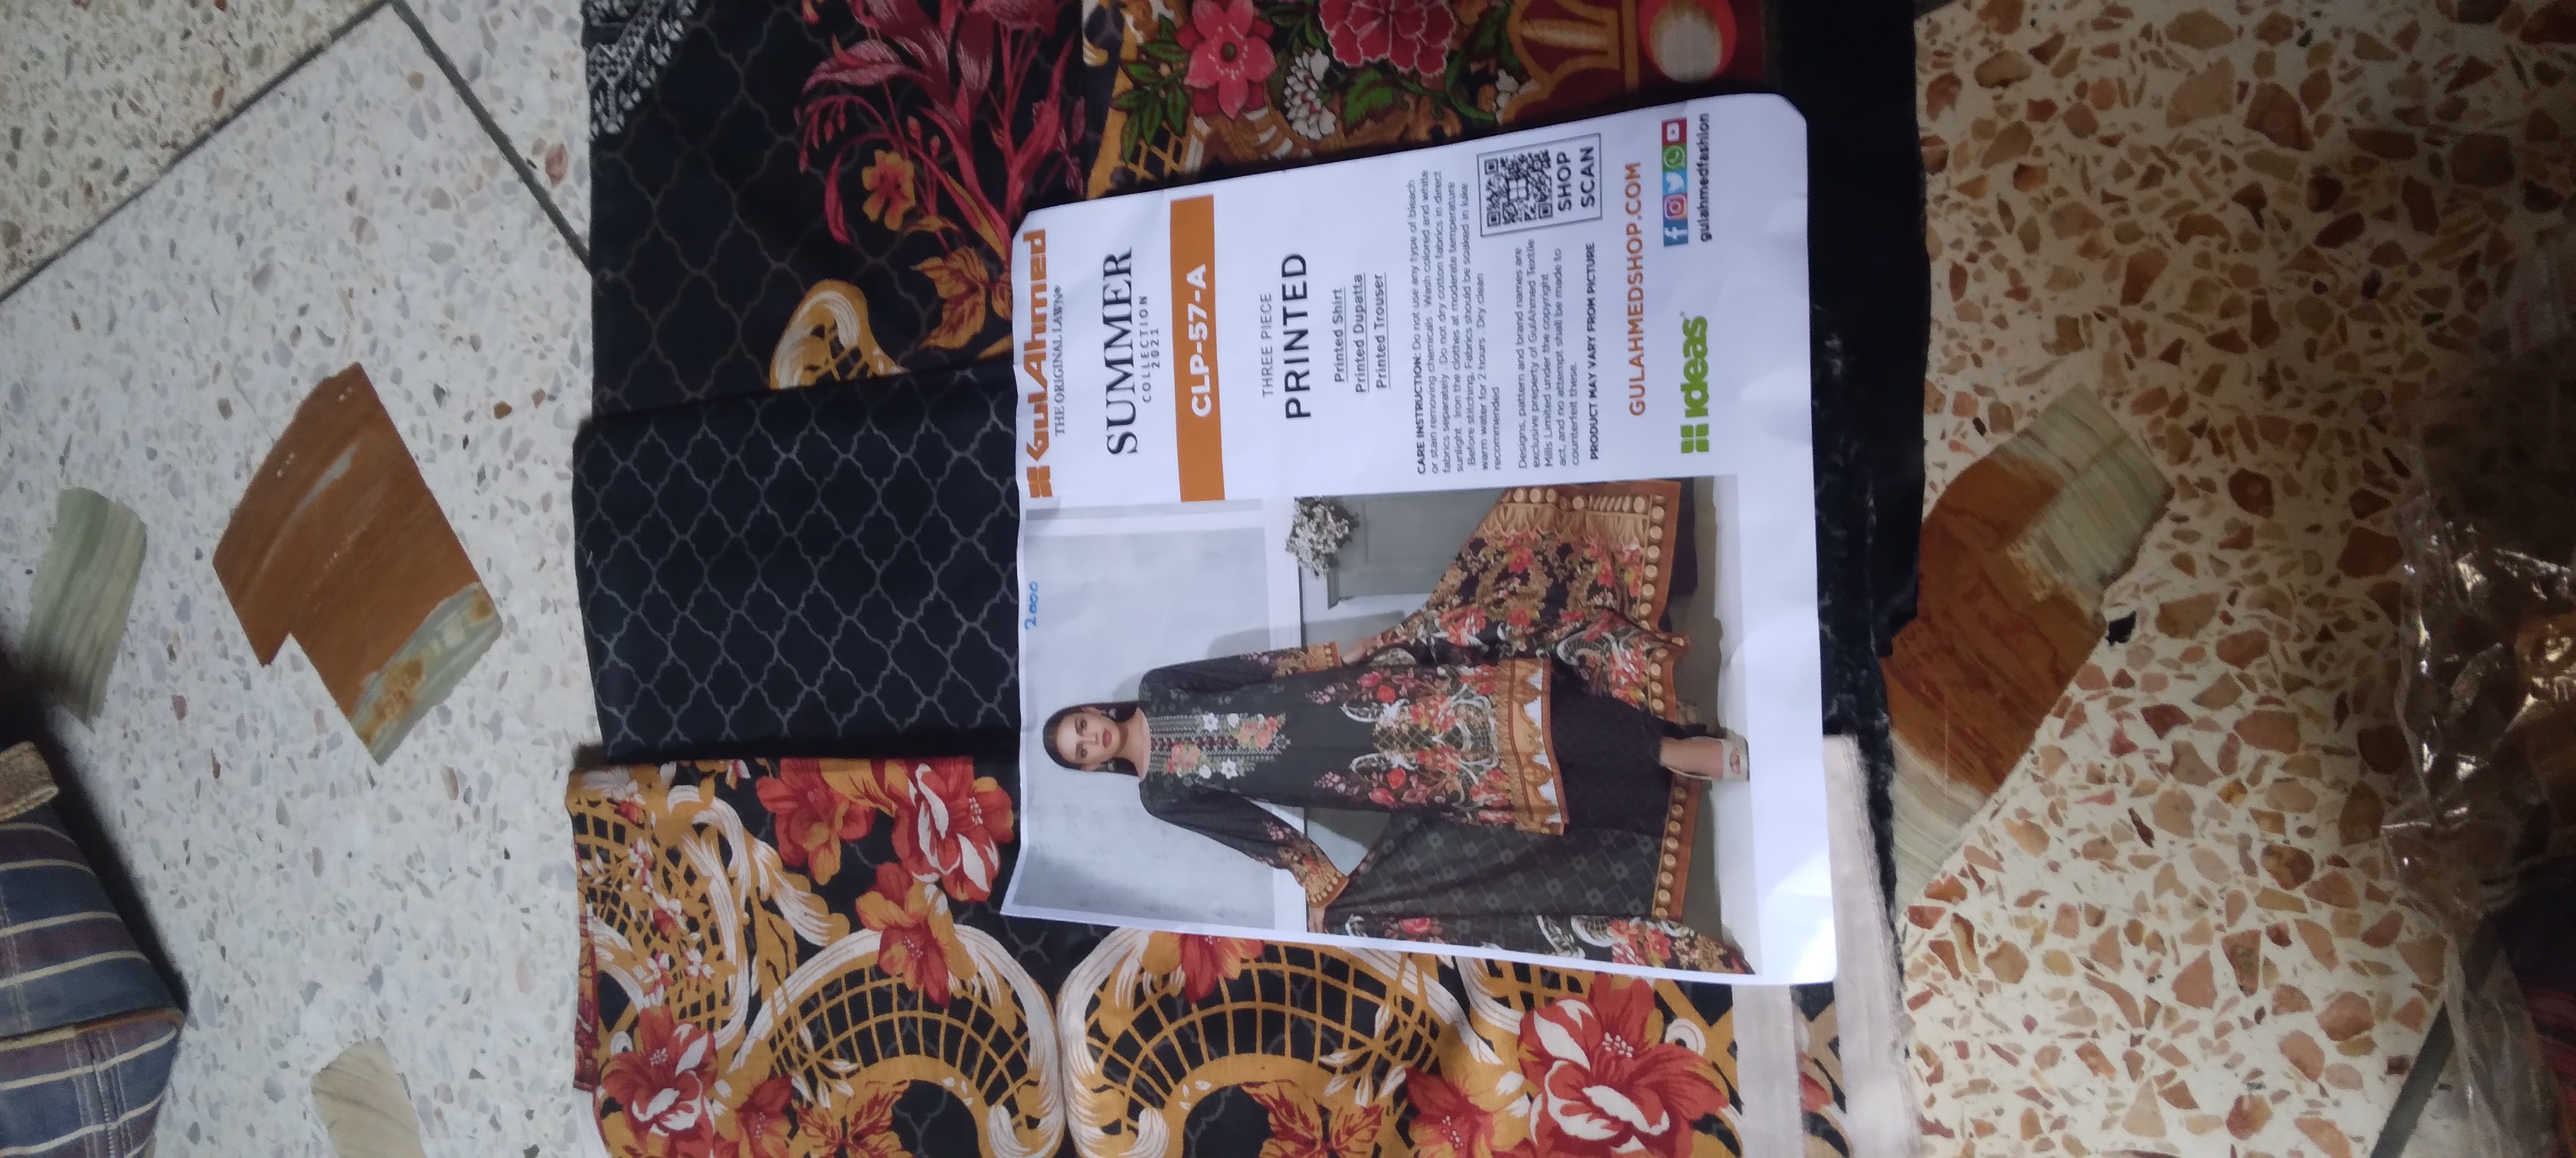 2000
GulAhmed
THE ORIGINAL LAWN®
SUMMER
COLLECTION
2021
CLP-57-A
THREE PIECE
PRINTED
Printed Shirt
Printed Dupatta
Printed Trouser
CARE INSTRUCTION: Do not use any type of bleach
or stain removing chemicals . Wash colored and white
fabrics separately . Do not dry cotton fabrics in direct
sunlight . Iron the clothes at moderate temperature
. Before stitching, Fabrics should be soaked in luke
warm water for 2 hours . Dry clean
recommended
Designs, pattern and brand names are
exclusive preperty of GulAhmed Textile
Mills Limited under the copyright
act, and no attempt shall be made to
counterfeit these.
PRODUCT MAY VARY FROM PICTURE
SHOP
SCAN
GULAHMEDSHOP.COM
ideas
gulahmedfashion